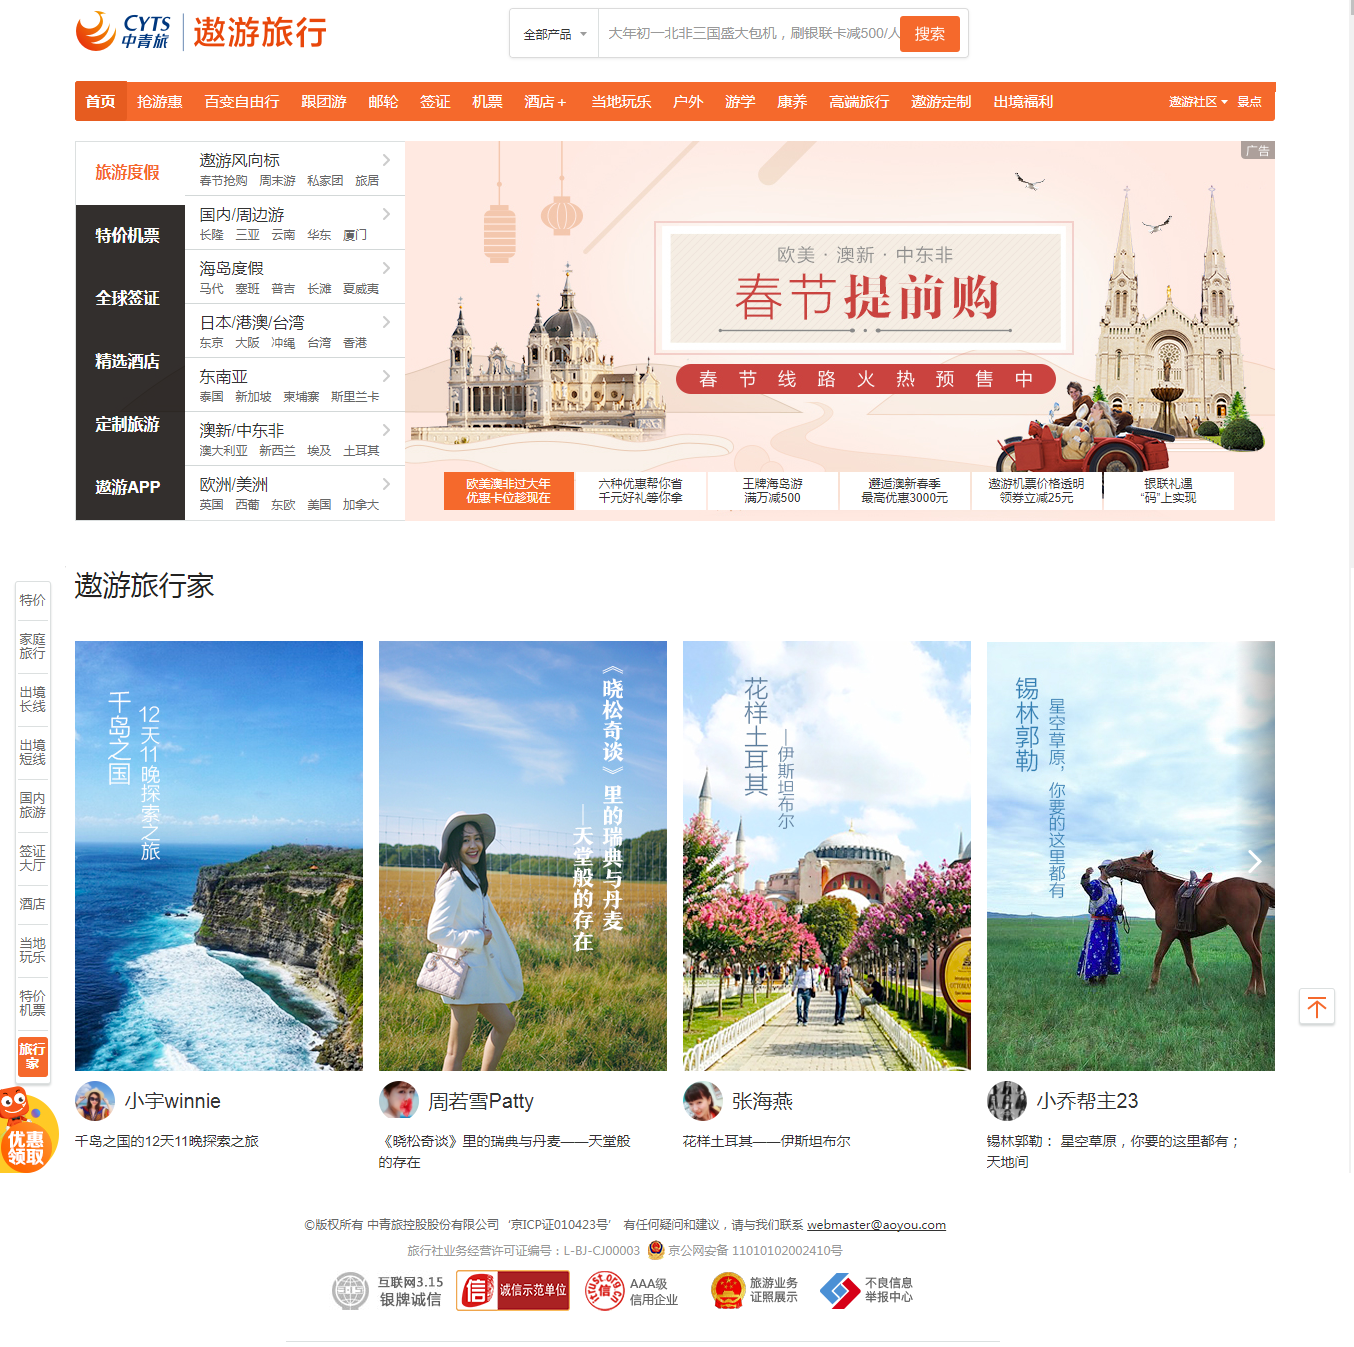 CYTS
中青旅
遨游旅行
全部产品
大年初一北非三国盛大包机，刷银联卡减500/人
搜索
首页 抢游惠 百变自由行 跟团游 邮轮 签证 机票 酒店+ 当地玩乐 户外 游学 康养 高端旅行 遨游定制 出境福利 遨游社区 景点
旅游度假
特价机票
全球签证
精选酒店
定制旅游
遨游APP
遨游风向标
春节抢购 周末游 私家团 旅居
国内/周边游
长隆 三亚 云南 华东 厦门
海岛度假
马代 塞班 普吉 长滩 夏威夷
日本/港澳/台湾
东京 大阪 冲绳 台湾 香港
东南亚
泰国 新加坡 柬埔寨 斯里兰卡
澳新/中东非
澳大利亚 新西兰 埃及 土耳其
欧洲/美洲
英国 西葡 东欧 美国 加拿大
广告
欧美·澳新·中东非
春节提前购
春节线路火热预售中
欧美澳非过大年
优惠卡位趁现在
六种优惠帮你省
千元好礼等你拿
王牌海岛游
满万减500
邂逅澳新春季
最高优惠3000元
遨游机票价格透明
领券立减25元
银联礼遇
“码”上实现
遨游旅行家
特价
家庭
旅行
出境
长线
出境
短线
国内
旅游
签证
大厅
酒店
当地
玩乐
特价
机票
旅行
家
优惠
领取
千岛之国
12天11晚探索之旅
《晓松奇谈》里的瑞典与丹麦
——天堂般的存在
花样土耳其
——伊斯坦布尔
OTTOMAN
锡林郭勒
星空草原，你要的这里都有
小宇winnie
千岛之国的12天11晚探索之旅
周若雪Patty
《晓松奇谈》里的瑞典与丹麦——天堂般
的存在
张海燕
花样土耳其——伊斯坦布尔
小乔帮主23
锡林郭勒： 星空草原，你要的这里都有；
天地间
©版权所有 中青旅控股股份有限公司‘京ICP证010423号’ 有任何疑问和建议，请与我们联系 webmaster@aoyou.com
旅行社业务经营许可证编号：L-BJ-CJ00003 京公网安备 11010102002410号
互联网3.15
银牌诚信
信
诚信示范单位
信
AAA级
信用企业
旅游业务
证照展示
不良信息
举报中心